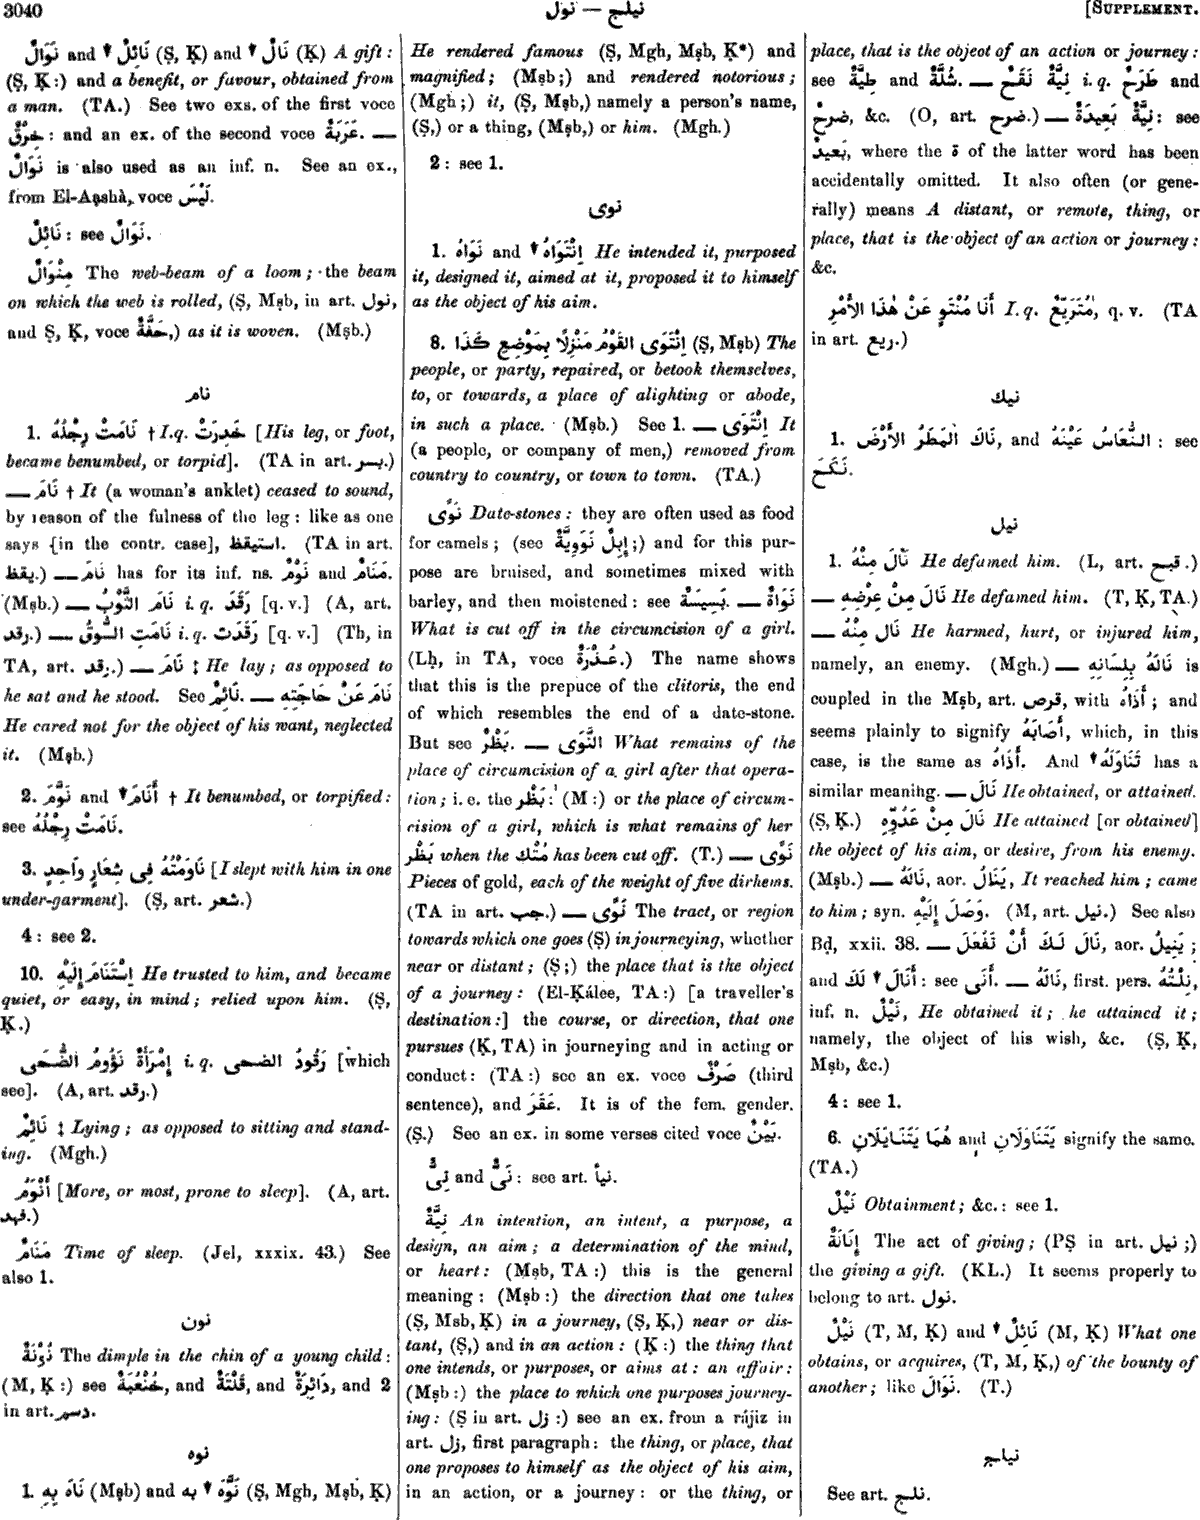 3040
نول — نيلج
[SUPPLEMENT.
نَوَالٌ and ↓ نَائِلٌ (Ṣ, Ḳ) and ↓ نَالٌ (Ḳ) A gift:
(Ṣ, Ḳ:) and a benefit, or favour, obtained from
a man. (TA.) See two exs. of the first voce
خِرْقٌ: and an ex. of the second voce عَرَبَةٌ. —
نَوَالٌ is also used as an inf. n. See an ex.,
from El-Aạshà, voce لَيْسَ.
نَائِلٌ: see نَوَالٌ.
مِنْوَالٌ The web-beam of a loom; the beam
on which the web is rolled, (Ṣ, Mṣb, in art. نول,
and Ṣ, Ḳ, voce حَفَّةٌ,) as it is woven. (Mṣb.)
نام
1. نَامَتْ رِجْلُهُ † I.q. خَدِرَتْ [His leg, or foot,
became benumbed, or torpid]. (TA in art. بسر.)
— نَامَ † It (a woman's anklet) ceased to sound,
by reason of the fulness of the leg: like as one
says {in the contr. case], استيقظ. (TA in art.
يقظ.) — نَامَ has for its inf. ns. نَوْمٌ and مَنَامٌ.
(Mṣb.) — نَامَ الثَّوْبُ i. q. رَقَدَ [q. v.] (A, art.
رقد.) — نَامَتِ السُّوقُ i. q. رَقَدَت [q. v.] (Th, in
TA, art. رقد.) — نَامَ ‡ He lay; as opposed to
he sat and he stood. See نَائِمٌ. — نَامَ عَنْ حَاجَتِهِ
He cared not for the object of his want, neglected
it. (Mṣb.)
2. نَوَّمَ and ↓ أَنَامَ † It benumbed, or torpified:
see نَامَتْ رِجْلُهُ.
3. نَاوَمْتُهُ فِى شِعَارٍ وَاحِدٍ [I slept with him in one
under-garment]. (Ṣ, art. شعر.)
4: see 2.
10. اِسْتَنَامَ إِلَيْهِ He trusted to him, and became
quiet, or easy, in mind; relied upon him. (Ṣ,
Ḳ.)
اِمْرَأَةٌ نَؤُومُ الضُّحَى i. q. رَقُودُ الضحى [which
see]. (A, art. رقد.)
نَائِمٌ ‡ Lying; as opposed to sitting and stand-
ing. (Mgh.)
أَنْوَمُ [More, or most, prone to sleep]. (A, art.
فهد.)
مَنَامٌ Time of sleep. (Jel, xxxix. 43.) See
also 1.
نون
نُونَةٌ The dimple in the chin of a young child:
(M, Ḳ:) see خُنْعُبَةٌ, and قَلْتَةٌ, and دَائِرَةٌ, and 2
in art. دسم.
نوه
1. نَاهَ بِهِ (Mṣb) and نَوَّهَ ↓ به (Ṣ, Mgh, Mṣb, Ḳ)
He rendered famous (Ṣ, Mgh, Mṣb, Ḳ*) and
magnified; (Mṣb;) and rendered notorious;
(Mgh;) it, (Ṣ, Mṣb,) namely a person's name,
(Ṣ,) or a thing, (Mṣb,) or him. (Mgh.)
2: see 1.
نوى
1. نَوَاهُ and ↓ اِنْتَوَاهُ He intended it, purposed
it, designed it, aimed at it, proposed it to himself
as the object of his aim.
8. اِنْتَوَى القَوْمُ مَنْزِلًا بِمَوْضِعِ كَذَا (Ṣ, Mṣb) The
people, or party, repaired, or betook themselves,
to, or towards, a place of alighting or abode,
in such a place. (Mṣb.) See 1. — اِنْتَوَى It
(a people, or company of men,) removed from
country to country, or town to town. (TA.)
نَوًى Date-stones: they are often used as food
for camels; (see إِبِلٌ نَوَوِيَّةٌ;) and for this pur-
pose are bruised, and sometimes mixed with
barley, and then moistened: see بَسِيسَةٌ. — نَوَاةٌ
What is cut off in the circumcision of a girl.
(Lḥ, in TA, voce عُذْرَةٌ.) The name shows
that this is the prepuce of the clitoris, the end
of which resembles the end of a date-stone.
But see بَظْرٌ. — النَّوَى What remains of the
place of circumcision of a girl after that opera-
tion; i. e. the بَظْر: (M:) or the place of circum-
cision of a girl, which is what remains of her
بَظْر when the مُتْك has been cut off. (T.) — نَوًى
Pieces of gold, each of the weight of five dirhems.
(TA in art. جب.) — نَوًى The tract, or region
towards which one goes (Ṣ) in journeying, whether
near or distant; (Ṣ;) the place that is the object
of a journey: (El-Ḳálee, TA:) [a traveller's
destination:] the course, or direction, that one
pursues (Ḳ, TA) in journeying and in acting or
conduct: (TA:) see an ex. voce صَرْفٌ (third
sentence), and عَقَرَ. It is of the fem. gender.
(Ṣ.) See an ex. in some verses cited voce بَيْنٌ.
نِىٌّ and نَىٌّ: see art. نيأ.
نِيَّةٌ An intention, an intent, a purpose, a
design, an aim; a determination of the mind,
or heart: (Mṣb, TA:) this is the general
meaning: (Mṣb:) the direction that one takes
(Ṣ, Mṣb, Ḳ) in a journey, (Ṣ, Ḳ,) near or dis-
tant, (Ṣ,) and in an action: (Ḳ:) the thing that
one intends, or purposes, or aims at: an affair:
(Mṣb:) the place to which one purposes journey-
ing: (Ṣ in art. زل:) see an ex. from a rájiz in
art. زل, first paragraph: the thing, or place, that
one proposes to himself as the object of his aim,
in an action, or a journey: or the thing, or
place, that is the object of an action or journey:
see طِيَّةٌ and شُلَّةٌ. — نِيَّةٌ نَفَحٌ i. q. طَرَحٌ and
ضرحٌ, &c. (O, art. ضرح.) — نِيَّةٌ بَعِيدَةٌ: see
بَعيدٌ, where the ة of the latter word has been
accidentally omitted. It also often (or gene-
rally) means A distant, or remote, thing, or
place, that is the object of an action or journey:
&c.
أَنَا مُنْتَوٍ عَنْ هٰذَا الأَمْرِ I. q. مُتَرَيِّعٌ, q. v. (TA
in art. ريع.)
نيك
1. نَاكَ المَطَرُ الأَرْضَ, and النُّعَاسُ عَيْنَهُ: see
نَكَحَ.
نيل
1. نَالَ مِنْهُ He defamed him. (L, art. قبح.)
— نَالَ مِنْ عِرْضِهِ He defamed him. (T, Ḳ, TA.)
— نَال مِنْهُ He harmed, hurt, or injured him,
namely, an enemy. (Mgh.) — نَالَهُ بِلِسَانِهِ is
coupled in the Mṣb, art. قرص, with أَذَاهُ; and
seems plainly to signify أَصَابَهُ, which, in this
case, is the same as أَذَاهُ. And ↓ تَنَاوَلَهُ has a
similar meaning. — نَالَ He obtained, or attained.
(Ṣ, Ḳ.) نَالَ مِنْ عَدُوِّهِ He attained [or obtained]
the object of his aim, or desire, from his enemy.
(Mṣb.) — نَالَهُ, aor. يَنَالُ, It reached him; came
to him; syn. وَصَلَ إِلَيْهِ. (M, art. نيل.) See also
Bḍ, xxii. 38. — نَالَ لَكَ أَنْ تَفْعَلَ, aor. يَنِيلُ;
and أَنَالَ ↓ لَكَ: see أَنَى. — نَالَهُ, first. pers. نِلْتُهُ,
inf. n. نَيْلٌ, He obtained it; he attained it;
namely, the object of his wish, &c. (Ṣ, Ḳ,
Mṣb, &c.)
4: see 1.
6. هُمَا يَتَنَايَلَانِ and يَتَنَاوَلَانِ signify the same.
(TA.)
نَيْلٌ Obtainment; &c.: see 1.
إِنَالَةٌ The act of giving; (PṢ in art. نيل;)
the giving a gift. (KL.) It seems properly to
belong to art. نول.
نَيْلٌ (T, M, Ḳ) and ↓ نَائِلٌ (M, Ḳ) What one
obtains, or acquires, (T, M, Ḳ,) of the bounty of
another; like نَوَالٌ. (T.)
نيلج
See art. نلج.